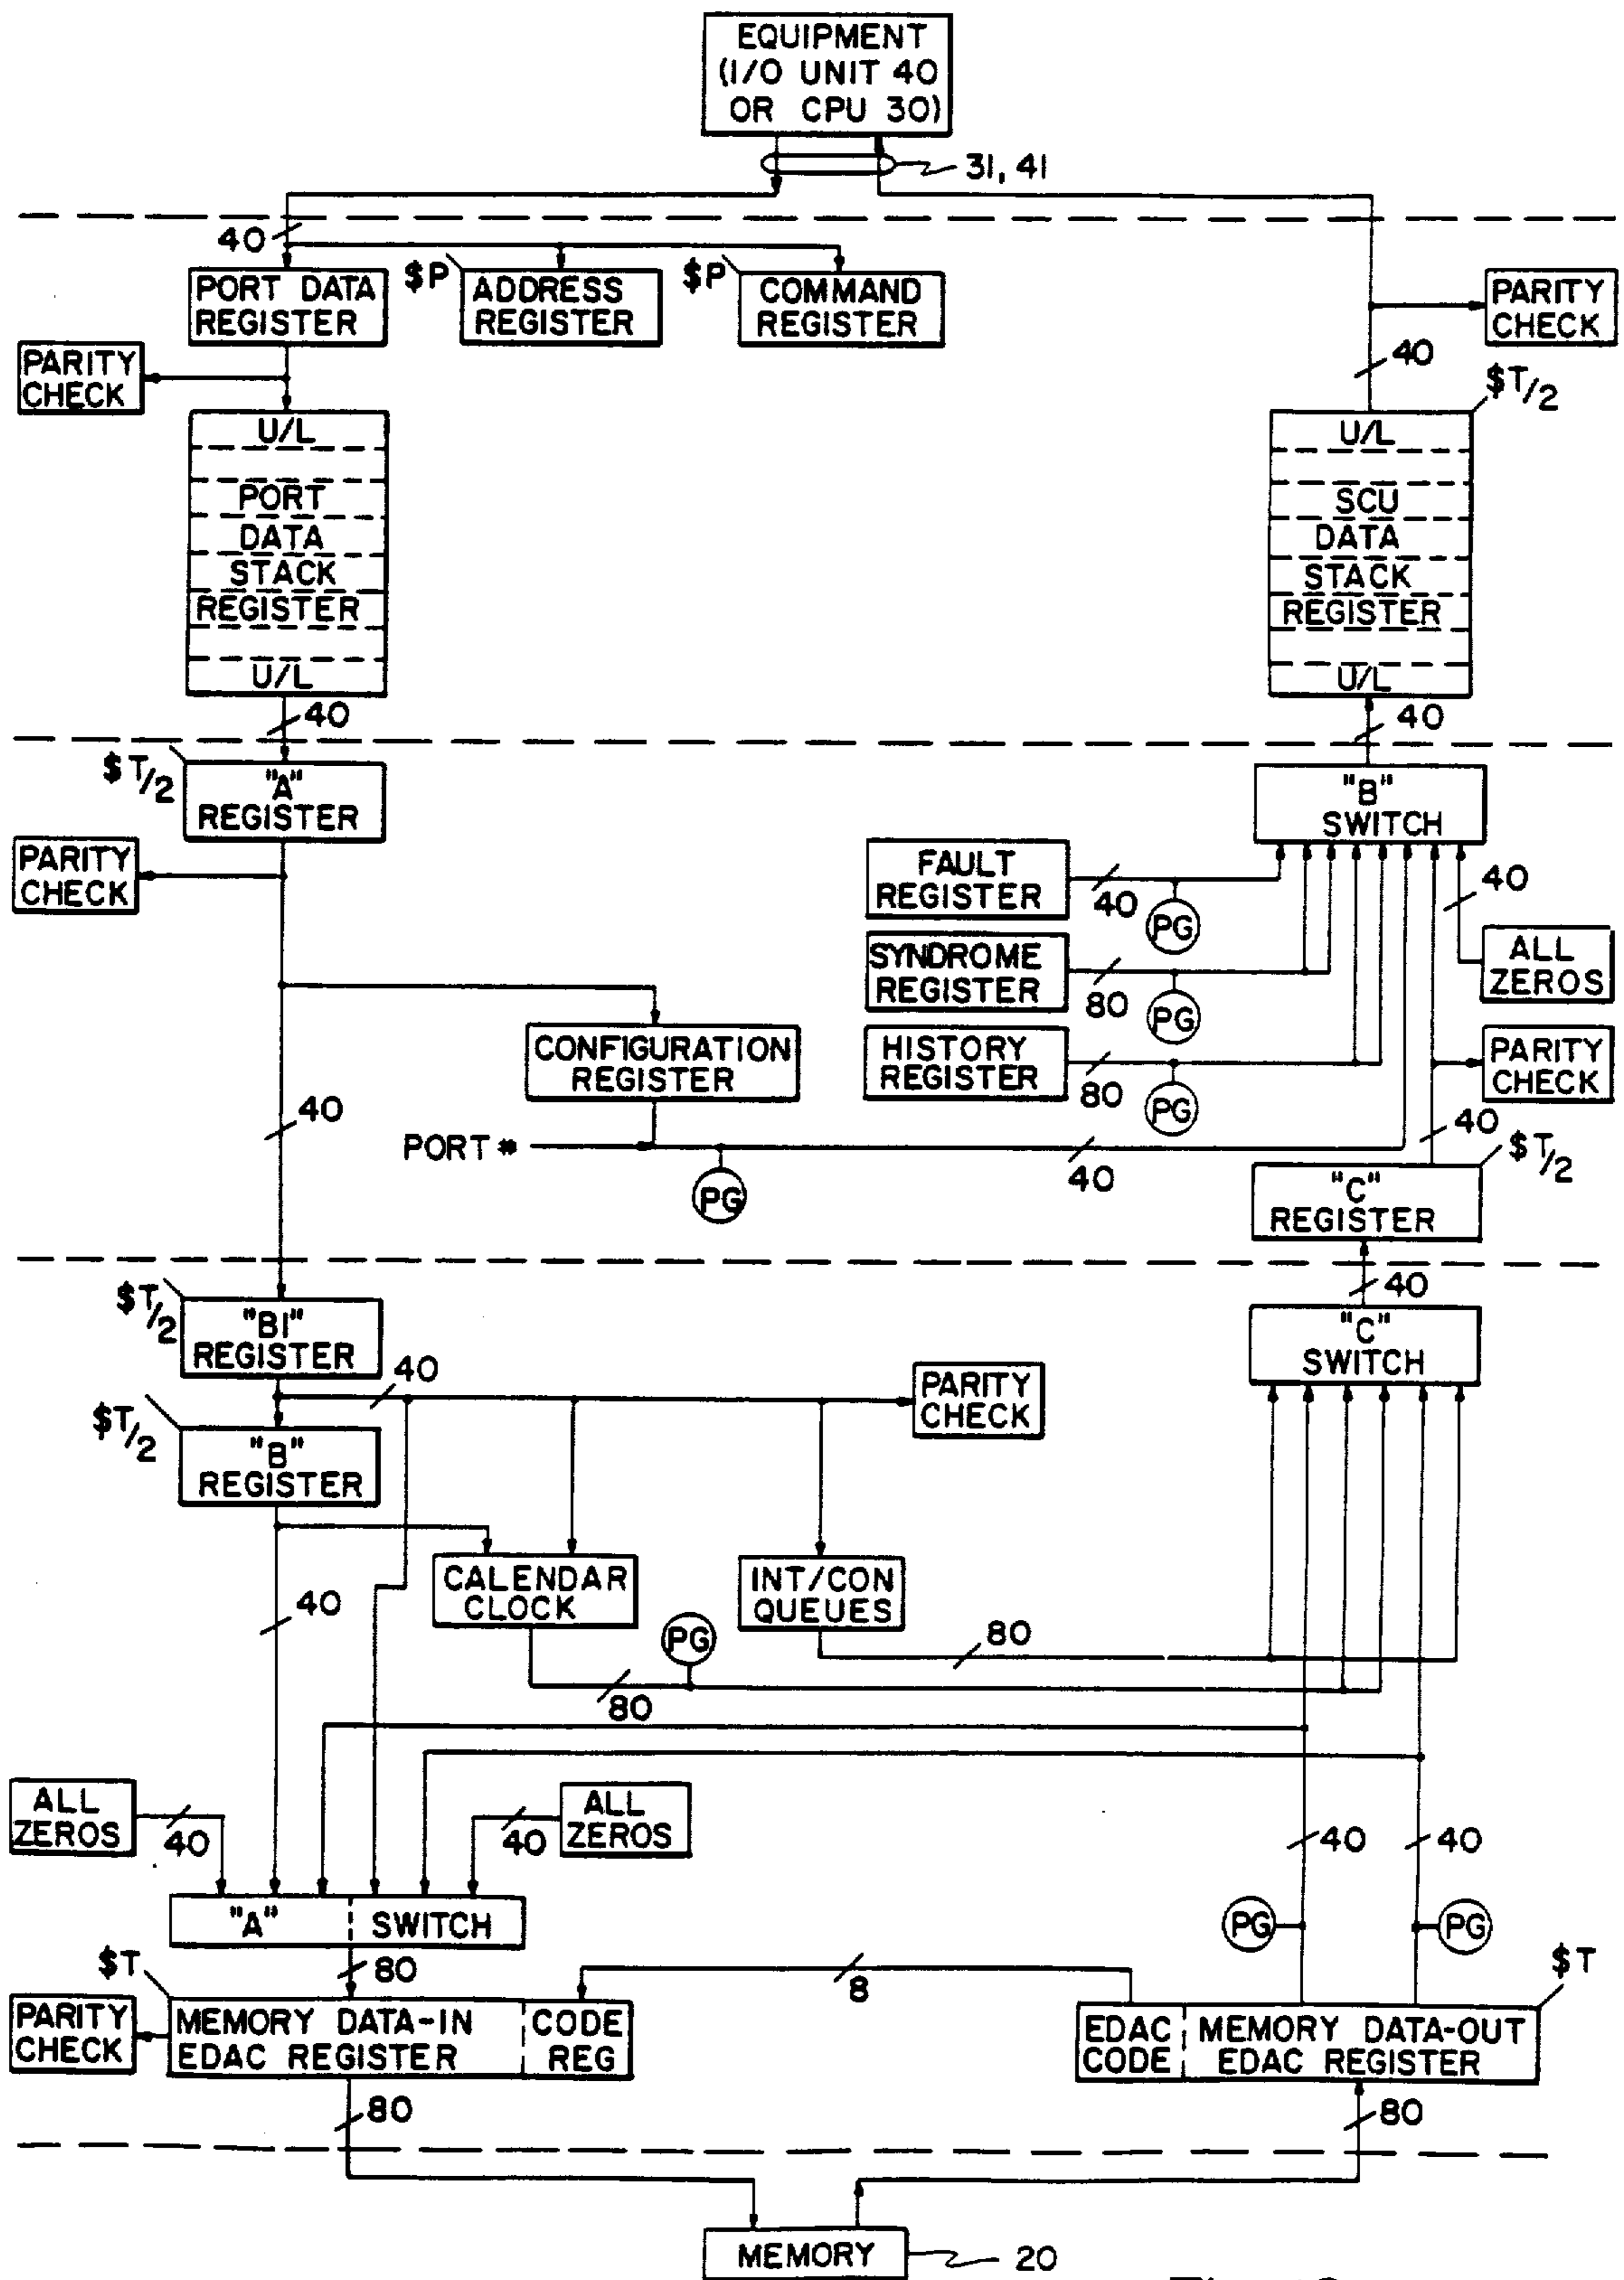 EQUIPMENT
(I/O UNIT 40
OR CPU 30)
31, 41
40
PORT DATA
REGISTER
$P
ADDRESS
REGISTER
$P
COMMAND
REGISTER
PARITY
CHECK
PARITY
CHECK
40
$T/2
U/L
PORT
DATA
STACK
REGISTER
U/L
U/L
SCU
DATA
STACK
REGISTER
U/L
40
40
$T/2
"A"
REGISTER
"B"
SWITCH
PARITY
CHECK
FAULT
REGISTER
40
PG
40
SYNDROME
REGISTER
80
PG
ALL
ZEROS
CONFIGURATION
REGISTER
HISTORY
REGISTER
80
PG
PARITY
CHECK
40
PORT *
PG
40
40
$T/2
"C"
REGISTER
40
$T/2
"BI"
REGISTER
"C"
SWITCH
40
PARITY
CHECK
$T/2
"B"
REGISTER
40
CALENDAR
CLOCK
INT/CON
QUEUES
PG
80
80
ALL
ZEROS
40
40
ALL
ZEROS
40
40
"A" SWITCH
PG
PG
80
8
$T
$T
PARITY
CHECK
MEMORY DATA-IN
EDAC REGISTER
CODE
REG
EDAC
CODE
MEMORY DATA-OUT
EDAC REGISTER
80
80
MEMORY
20